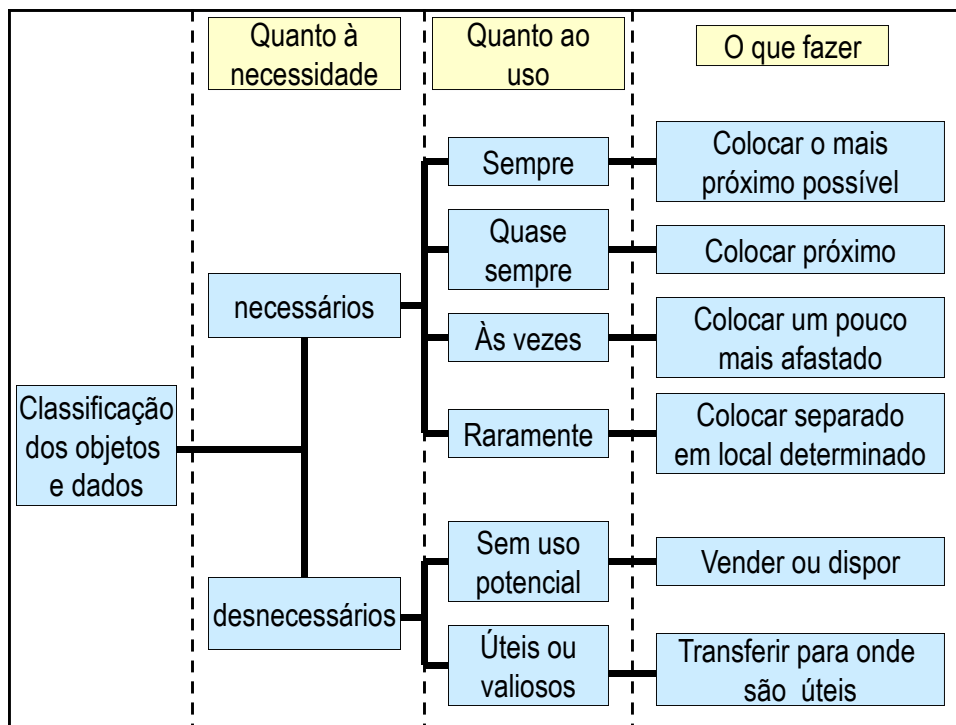 Quanto à
necessidade
Quanto ao
uso
O que fazer
Classificação
dos objetos
e dados
necessários
Sempre
Colocar o mais
próximo possível
Quase
sempre
Colocar próximo
Às vezes
Colocar um pouco
mais afastado
Raramente
Colocar separado
em local determinado
desnecessários
Sem uso
potencial
Vender ou dispor
Úteis ou
valiosos
Transferir para onde
são úteis